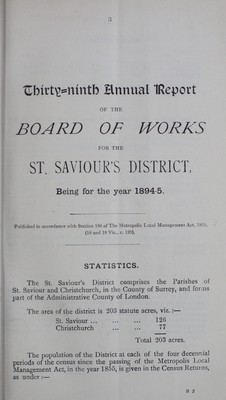 3
Thirty=ninth Annual Report
OF THE
BOARD OF WORKS
FOR THE
ST. SAVIOUR'S DISTRICT,
Being for the year 1894-5.
Published in accordance with Section 198 of The Metropolis Local Management Act, 1855,
(18 and 19 Vic., c. 120).
STATISTICS.
The St. Saviour's District comprises the Parishes of
St. Saviour and Christchurch, in the County of Surrey, and forms
part of the Administrative County of London.
The area of the district is 203 statute acres, viz. :—
St. Saviour ... ... ... 126
Christchurch ... ... 77
Total 203 acres.
The population of the District at each of the four decennial
periods of the census since the passing of the Metropolis Local
Management Act, in the year 1855, is given in the Census Returns,
as under :—
B 2